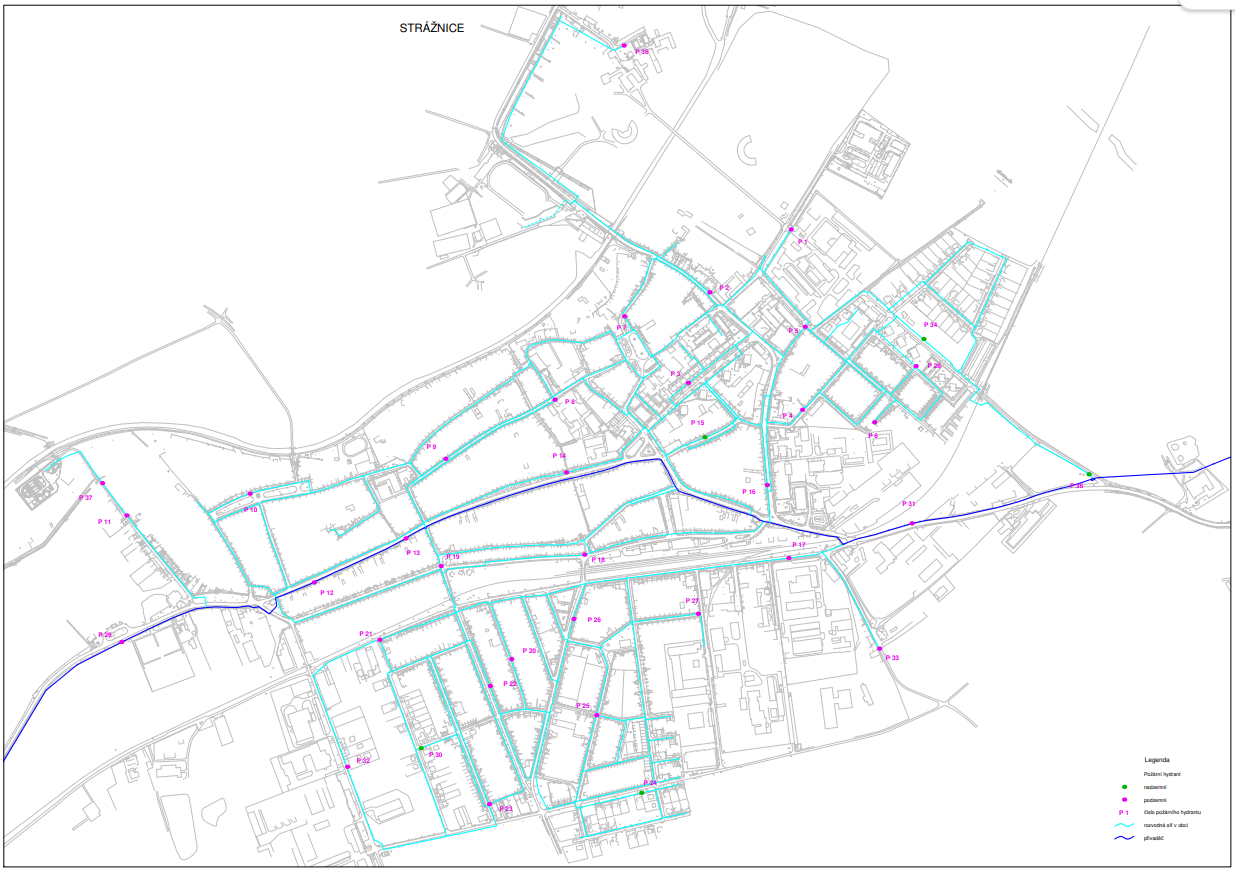 STRÁŽNICE
P 35
P 1
P 2
P 7
P 5
P 34
P 28
P 3
P 8
P 4
P 15
P 6
P 9
P 14
P 37
P 10
P 16
P 36
P 11
P 31
P 13
P 17
P 19
P 18
P 12
P 27
P 26
P 29
P 21
P 20
P 33
P 22
P 25
P 30
P 32
P 24
P 23
Legenda
Požární hydrant
nadzemní
podzemní
P 1 číslo požárního hydrantu
rozvodná síť v obci
přivaděč